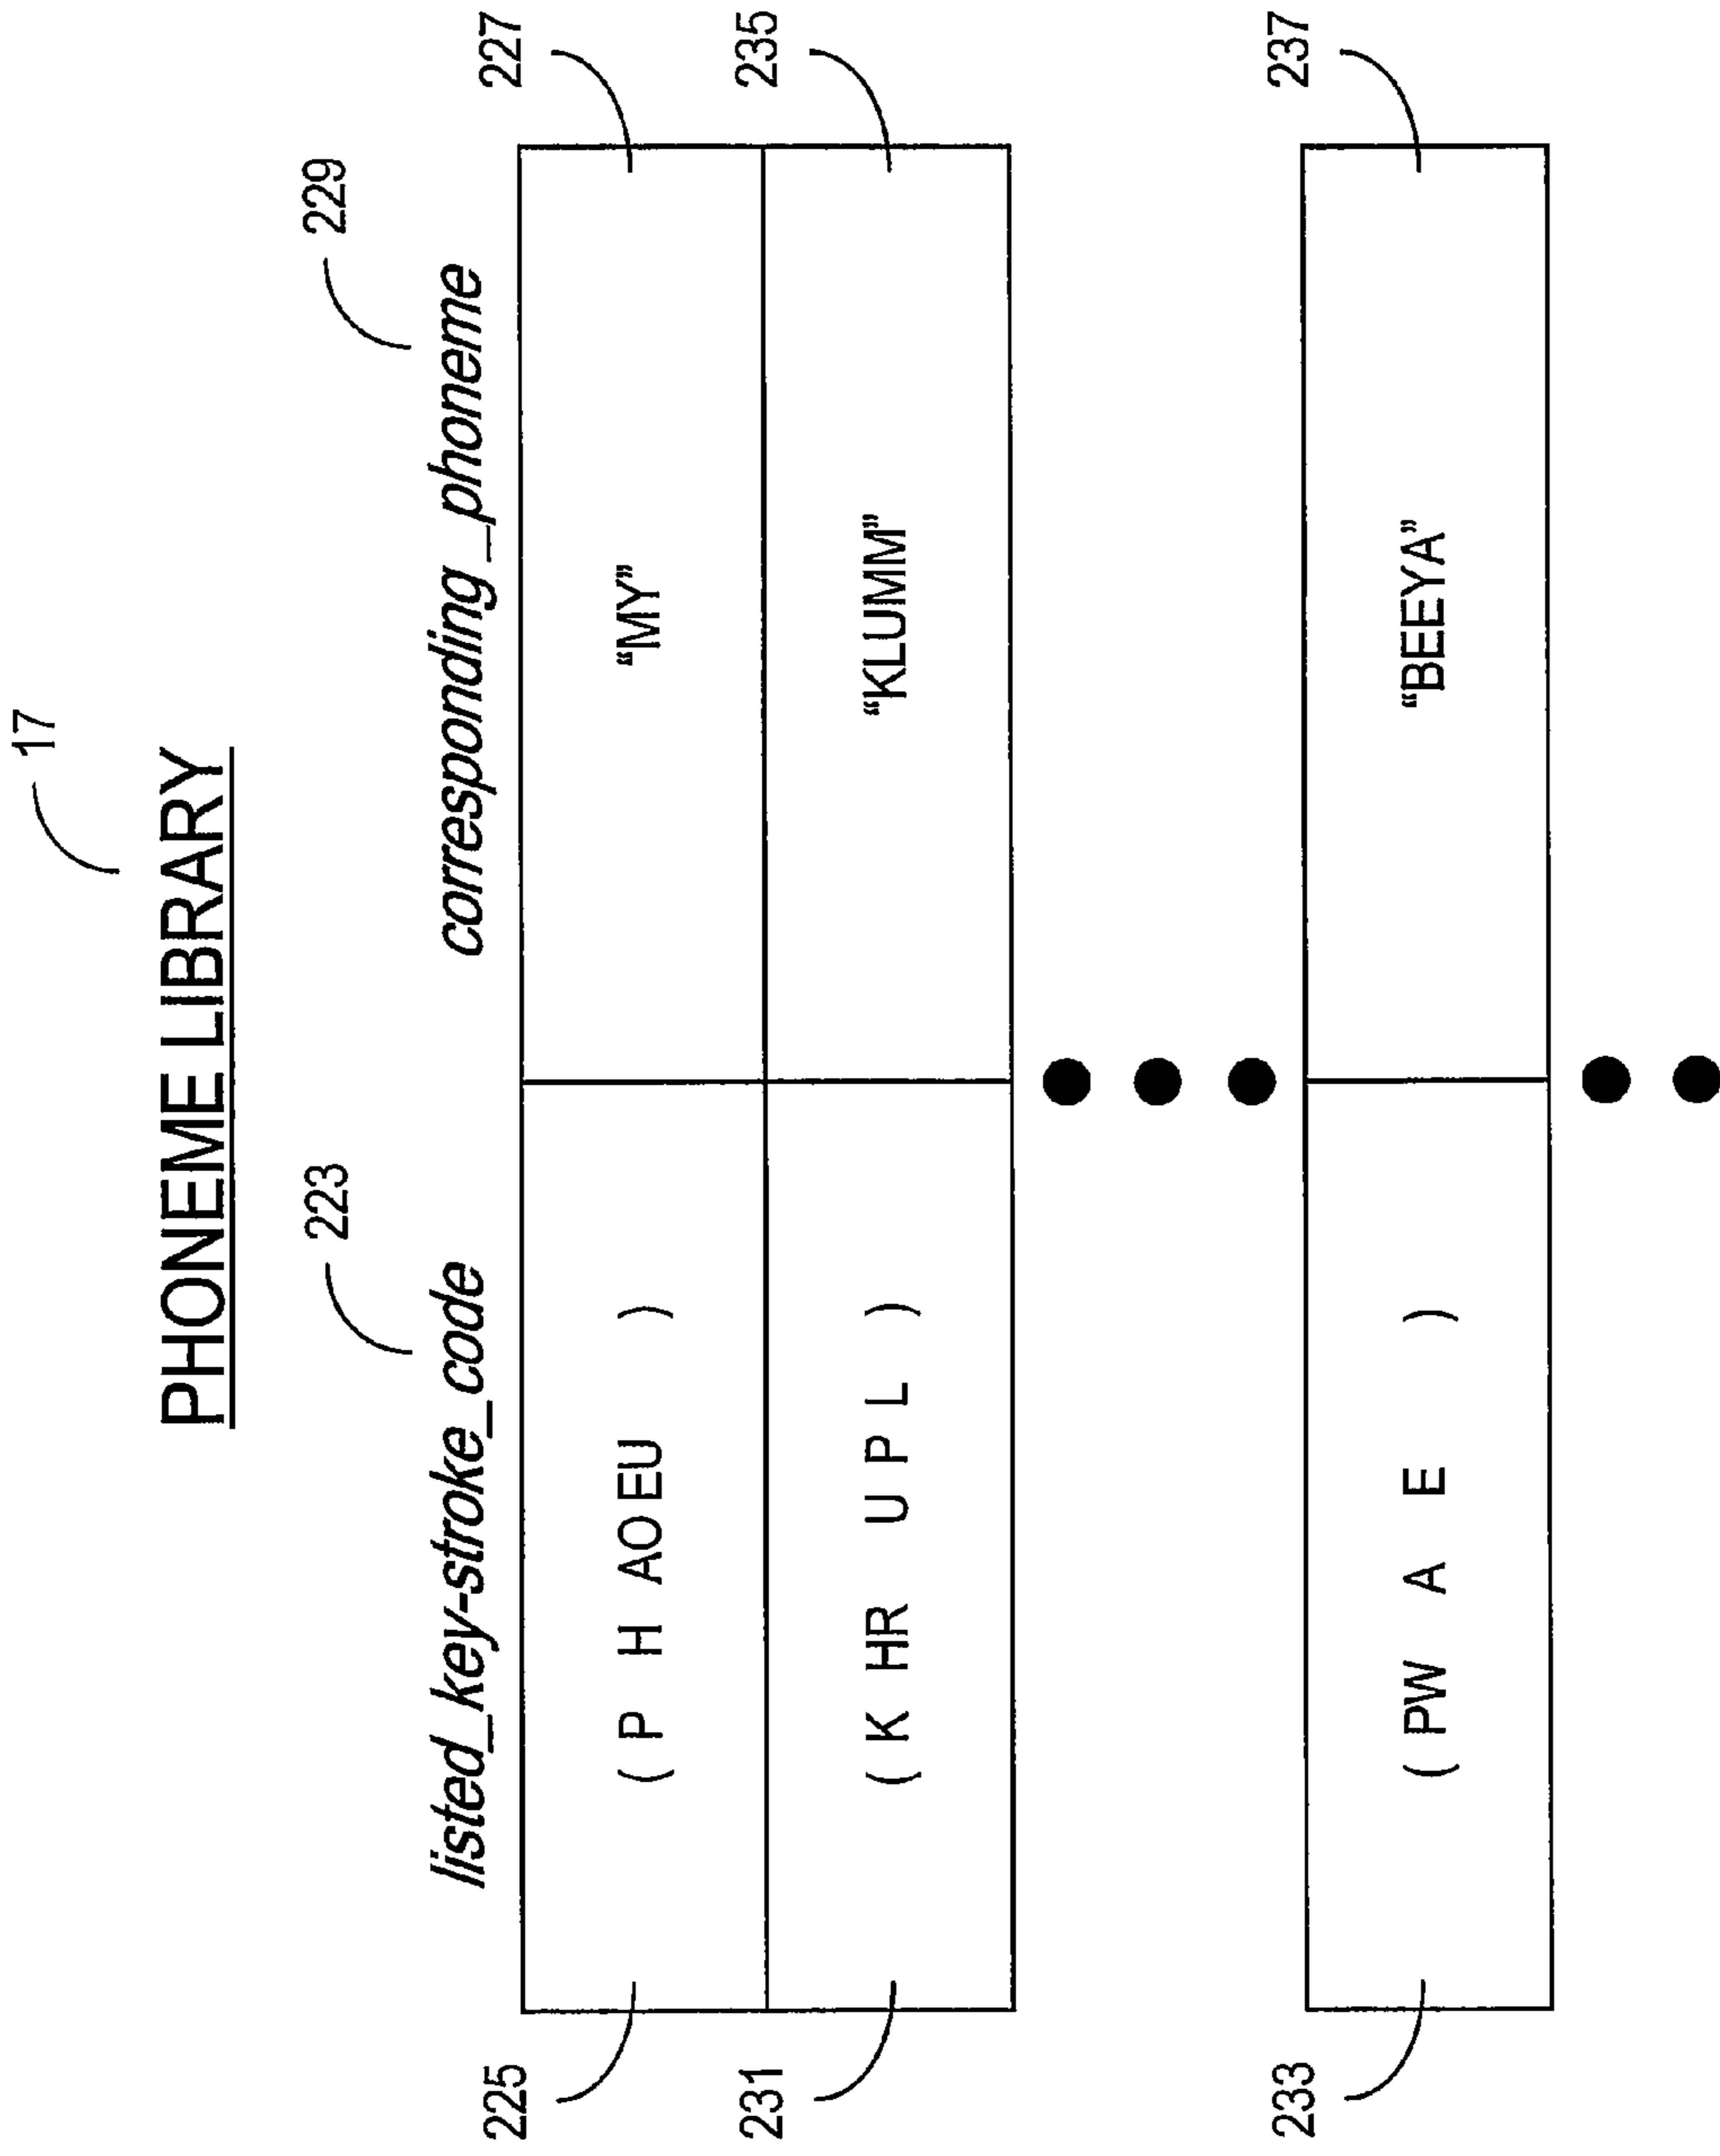 17
PHONEME LIBRARY
223 229
listed_key-stroke_code corresponding_phoneme
225 ( P H AOEU ) “MY” 227
231 ( K HR U P L ) “KLUMM” 235
233 ( PW A E ) “BEEYA” 237